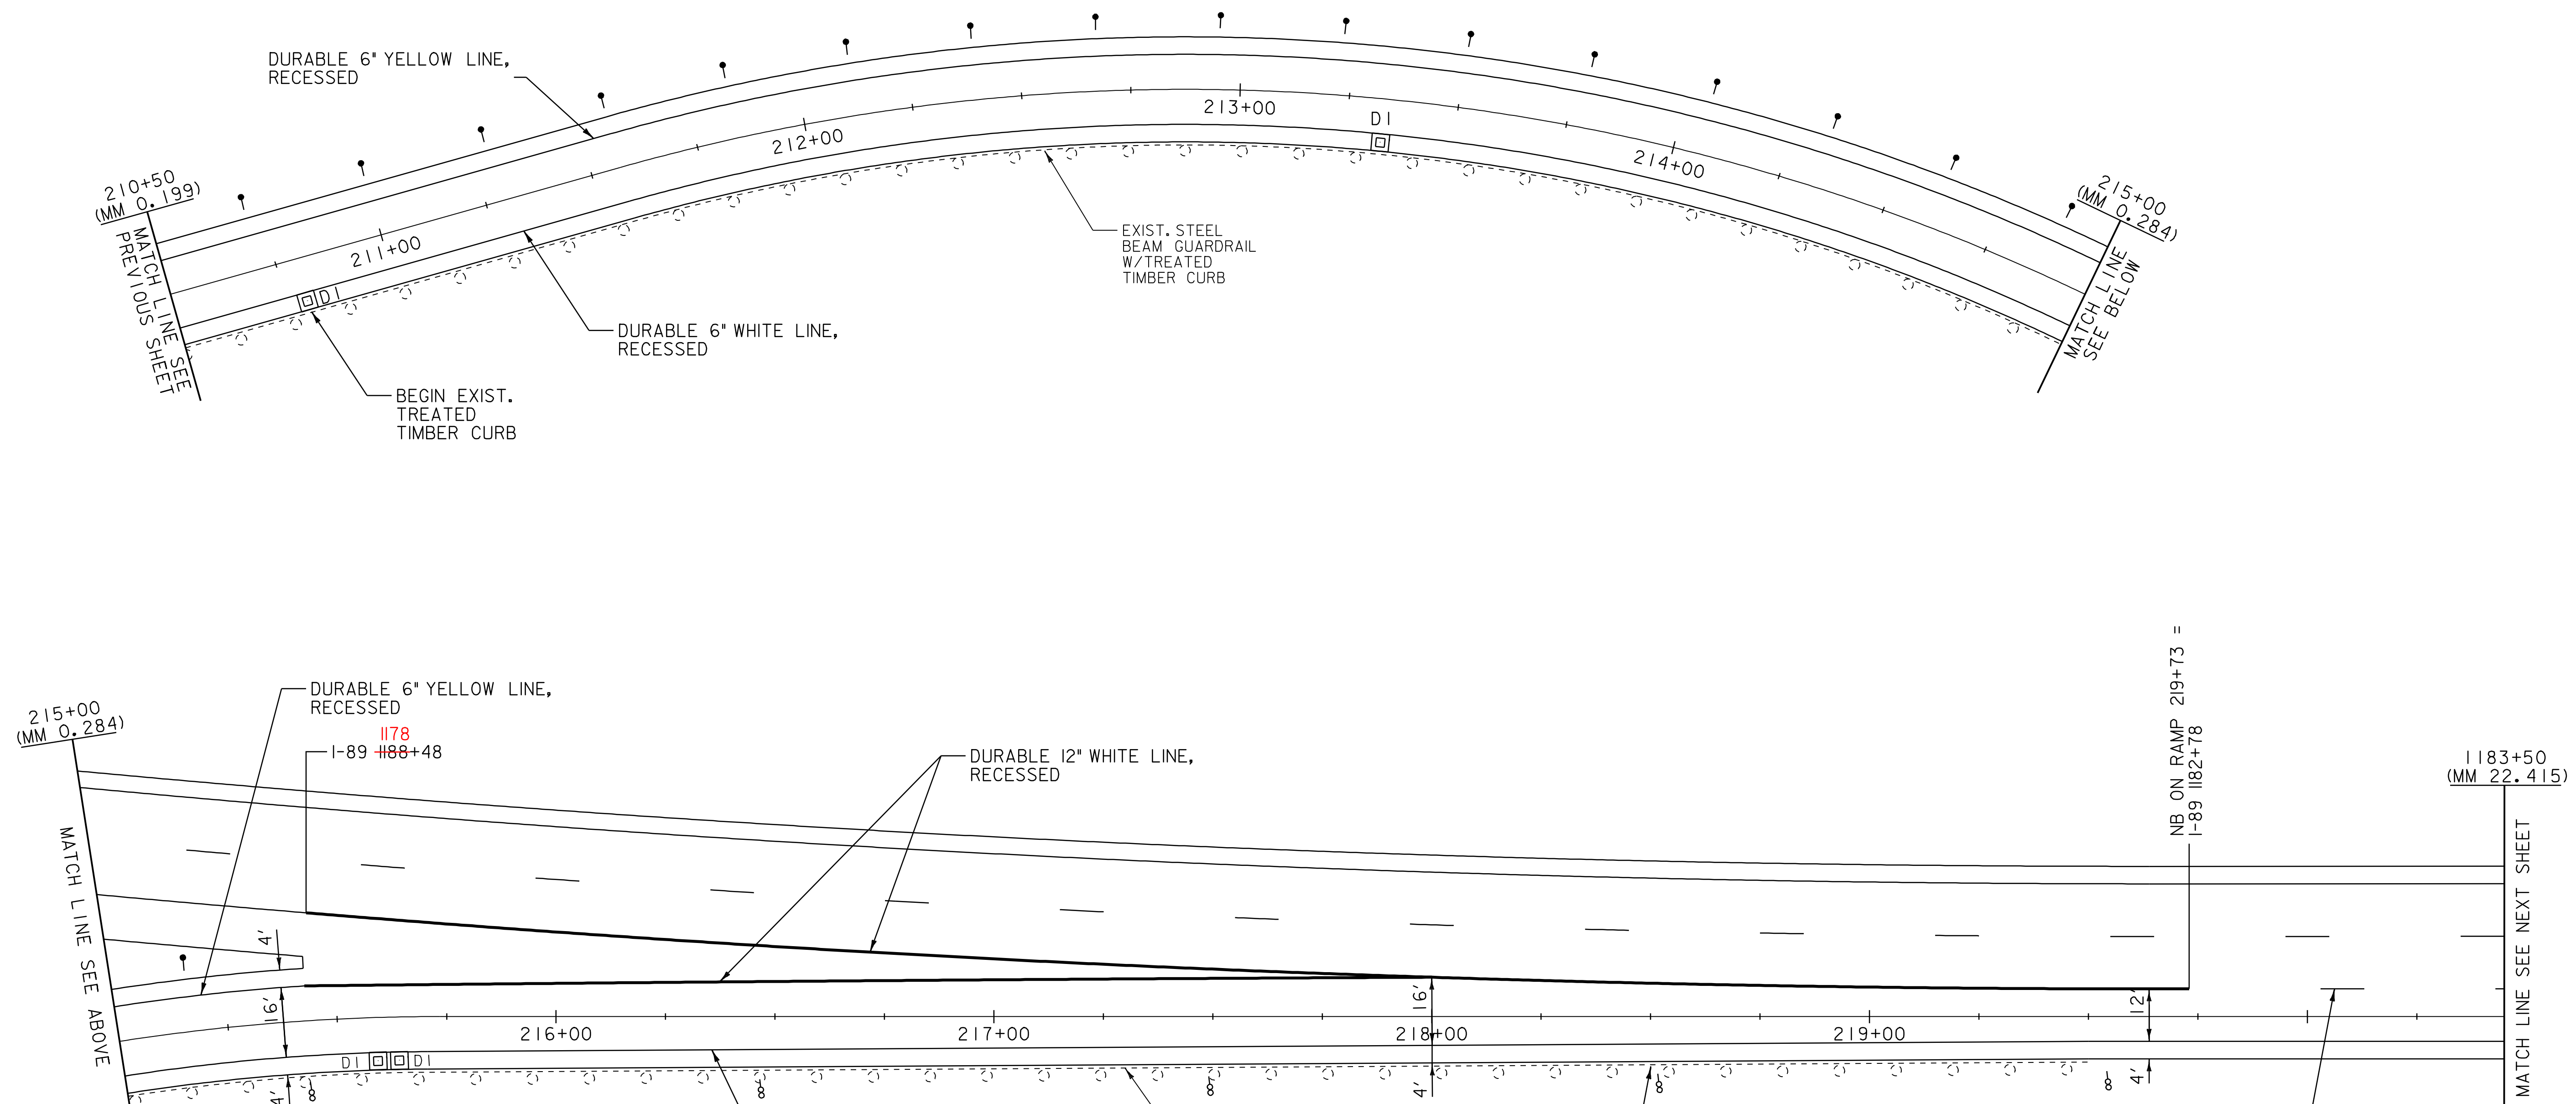 DURABLE 6" YELLOW LINE,
RECESSED
210+50
(MM 0.199)
MATCH LINE SEE
PREVIOUS SHEET
211+00
212+00
213+00
214+00
DI
DI
215+00
(MM 0.284)
MATCH LINE
SEE BELOW
EXIST. STEEL
BEAM GUARDRAIL
W/TREATED
TIMBER CURB
DURABLE 6" WHITE LINE,
RECESSED
BEGIN EXIST.
TREATED
TIMBER CURB
215+00
(MM 0.284)
MATCH LINE SEE ABOVE
DURABLE 6" YELLOW LINE,
RECESSED
1178
I-89 1188+48
DURABLE 12" WHITE LINE,
RECESSED
NB ON RAMP 219+73 =
I-89 1182+78
1183+50
(MM 22.415)
MATCH LINE SEE NEXT SHEET
4'
16'
4'
DI
DI
216+00
217+00
218+00
219+00
16'
4'
12'
4'